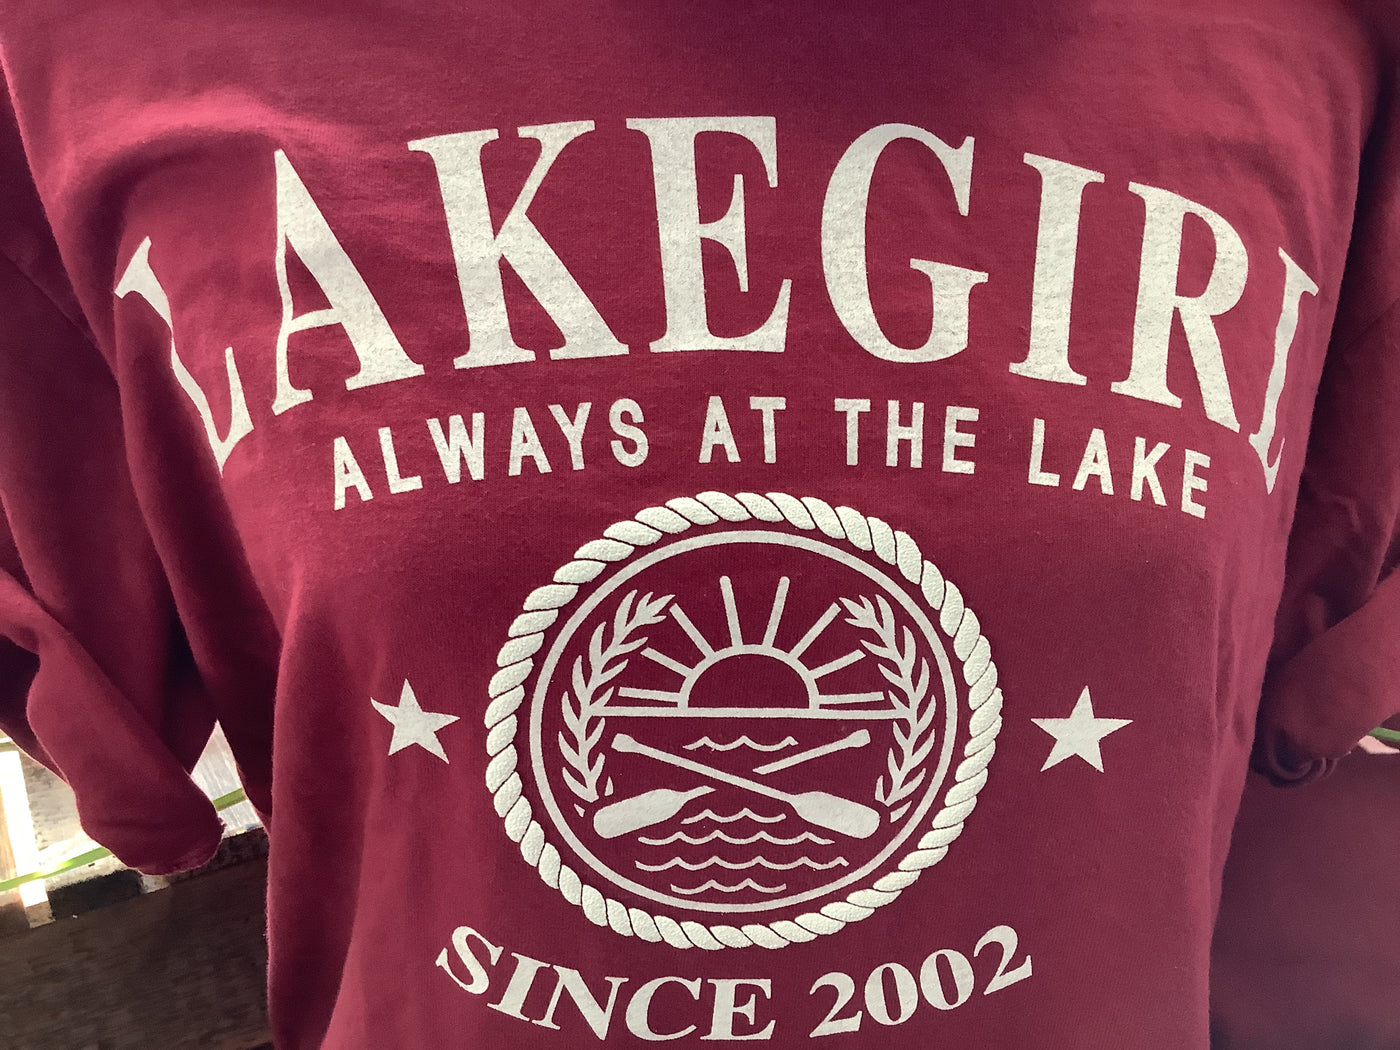 LAKEGIRL
ALWAYS AT THE LAKE
SINCE 2002